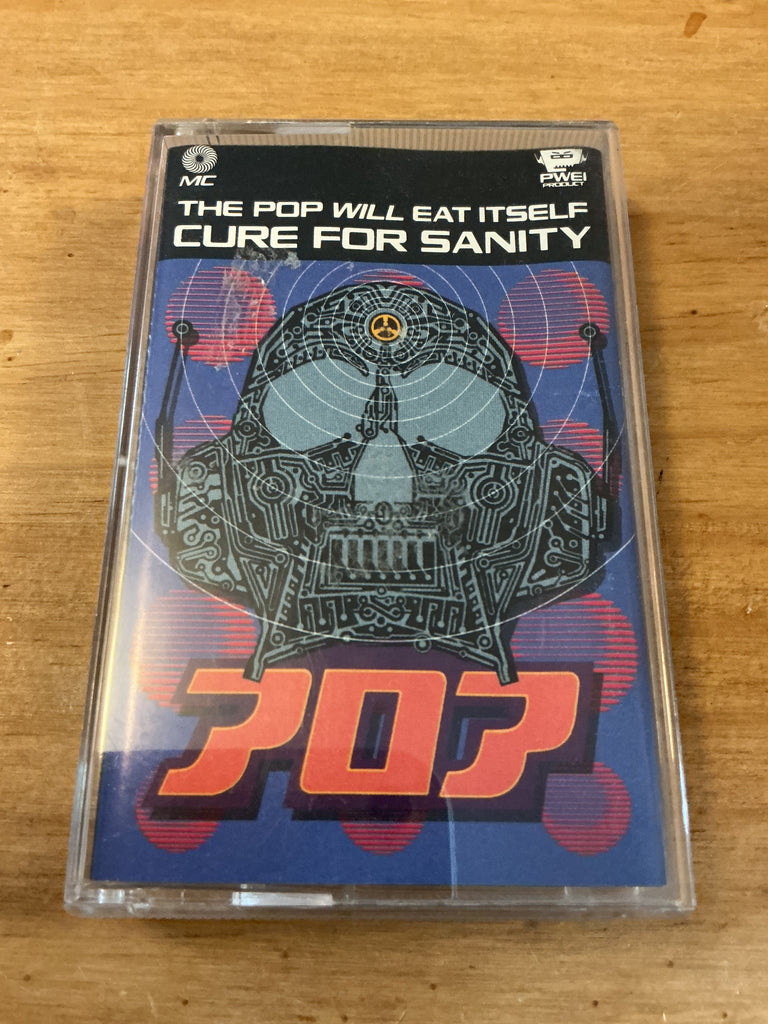 MC
PWEI
PRODUCT
THE POP WILL EAT ITSELF
CURE FOR SANITY
アロア